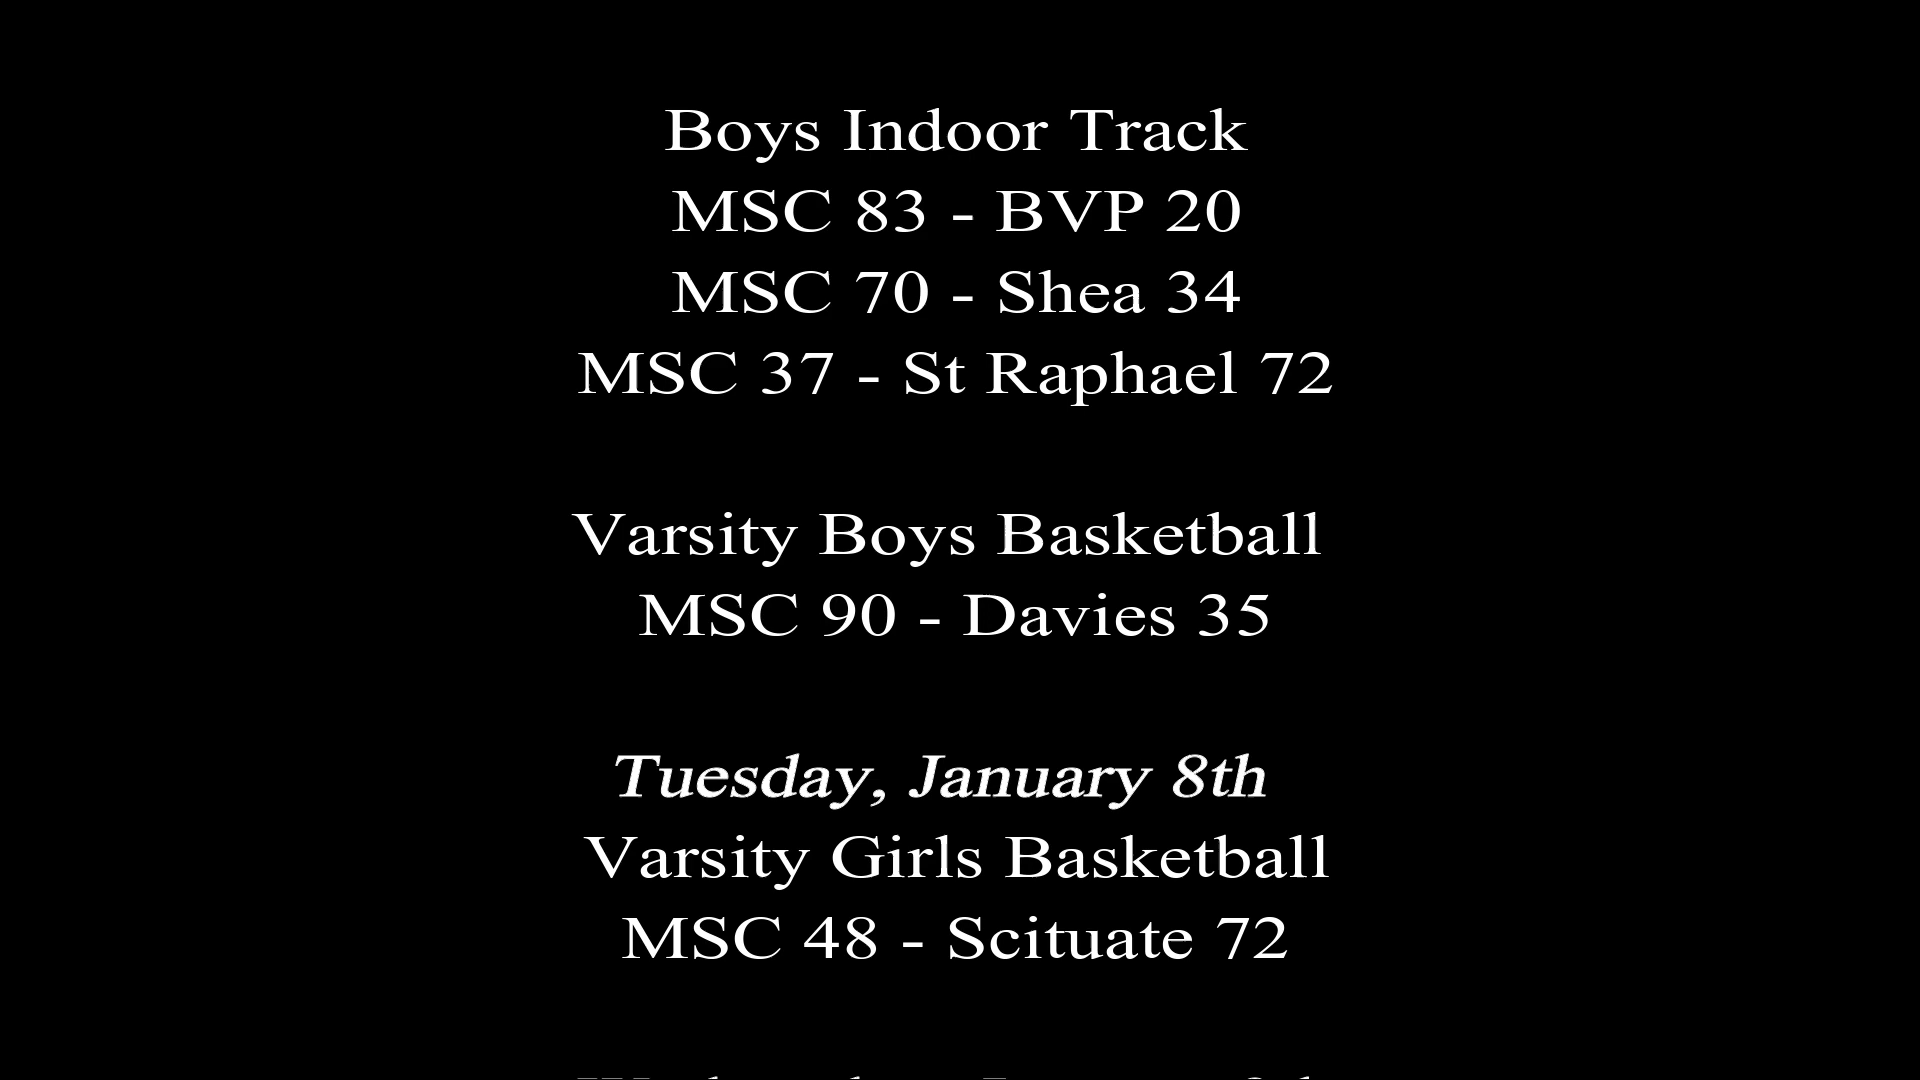 Boys Indoor Track
MSC 83 - BVP 20
MSC 70 - Shea 34
MSC 37 - St Raphael 72
Varsity Boys Basketball
MSC 90 - Davies 35
Tuesday, January 8th
Varsity Girls Basketball
MSC 48 - Scituate 72